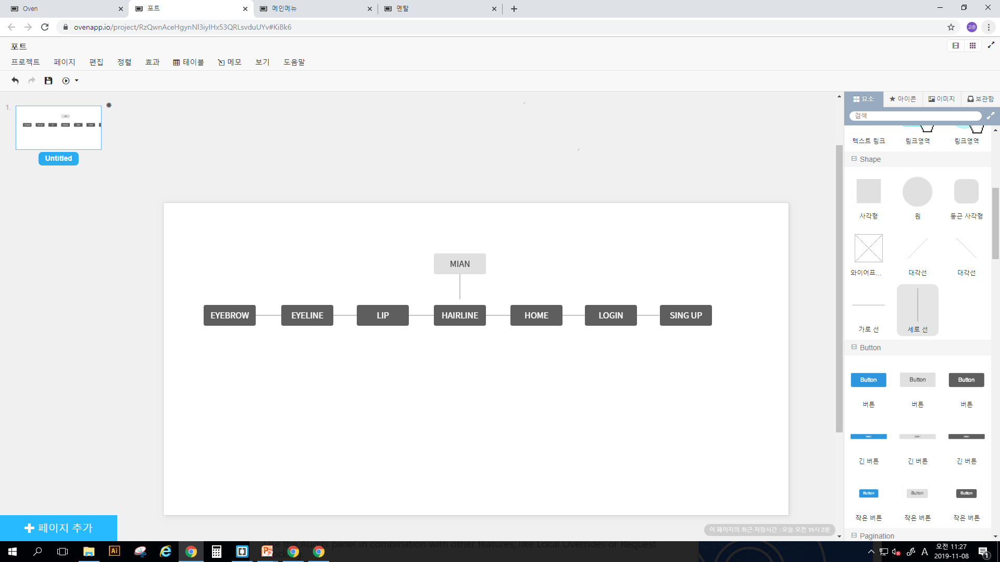 Oven
포트
메인메뉴
멘탈
ovenapp.io/project/RzQwnAceHgynNl3iyIHx53QRLsvduUYv#KiBk6
고은
포트
프로젝트 페이지 편집 정렬 효과 테이블 메모 보기 도움말
1.
Untitled
MIAN
EYEBROW EYELINE LIP HAIRLINE HOME LOGIN SING UP
요소 아이콘 이미지 보관함
검색
텍스트 링크 링크영역 링크영역
Shape
사각형 원 둥근 사각형
와이어프... 대각선 대각선
가로 선 세로 선
Button
Button Button Button
버튼 버튼 버튼
긴 버튼 긴 버튼 긴 버튼
Button Button Button
작은 버튼 작은 버튼 작은 버튼
Pagination
페이지 추가
이 페이지의 최근 저장시간 : 오늘 오전 11시 2분
the Audits panel in combination with other features, like Local Overrides or Request
Ai
A
오전 11:27
2019-11-08
1